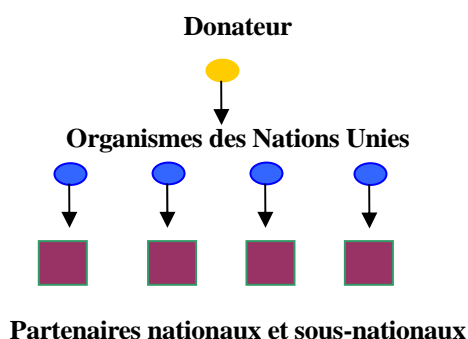 Donateur
Organismes des Nations Unies
Partenaires nationaux et sous-nationaux